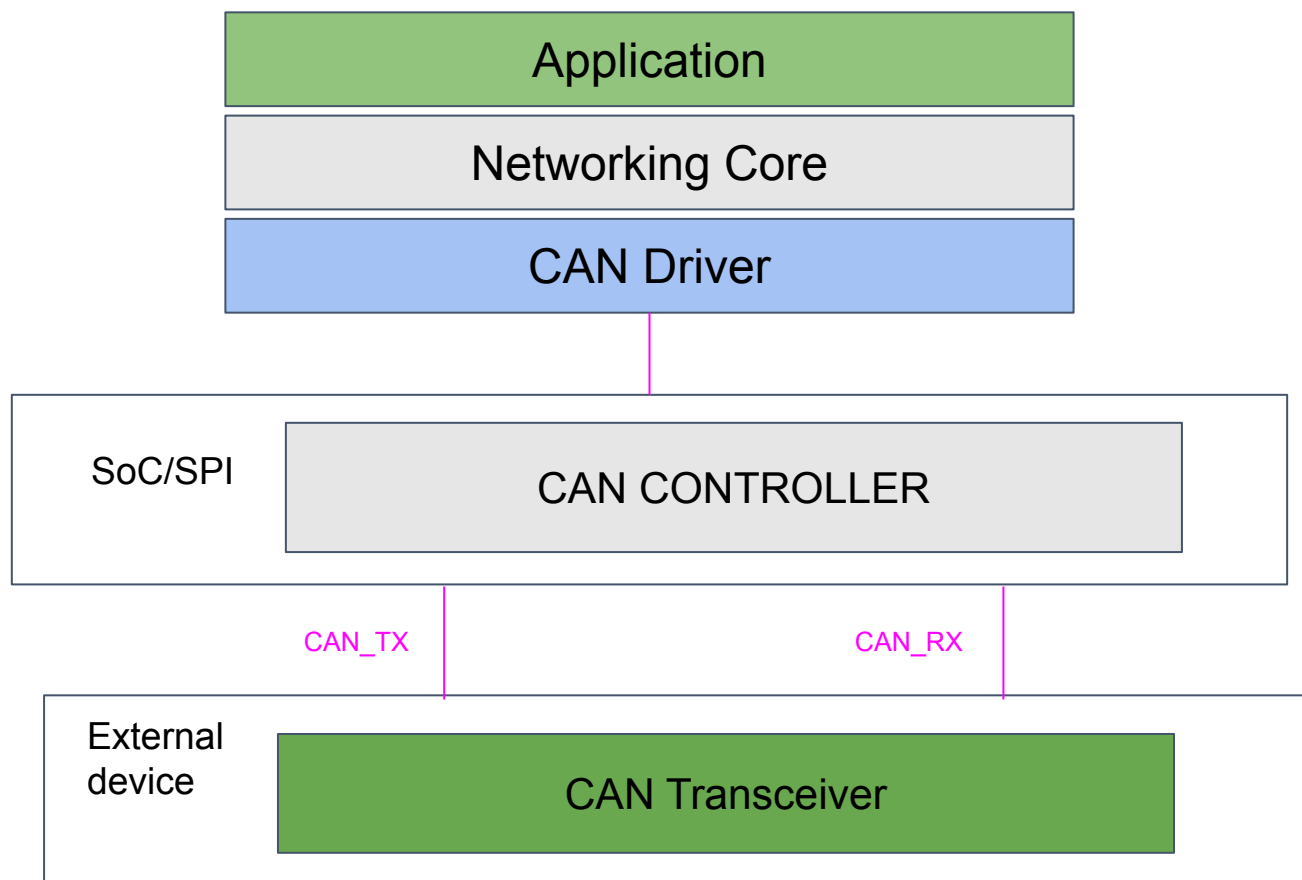 Application
Networking Core
CAN Driver
SoC/SPI
CAN CONTROLLER
CAN_TX
CAN_RX
External
device
CAN Transceiver